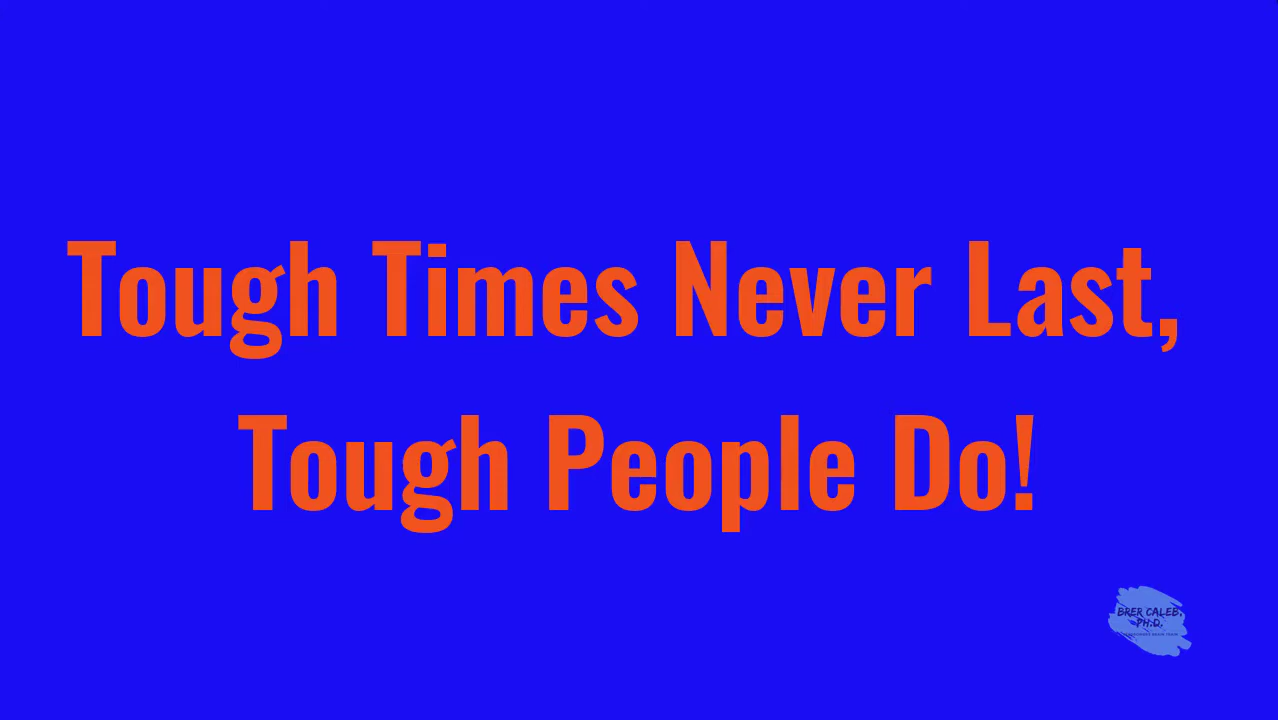 Tough Times Never Last,
Tough People Do!
BRER CALEB,
PH.D.